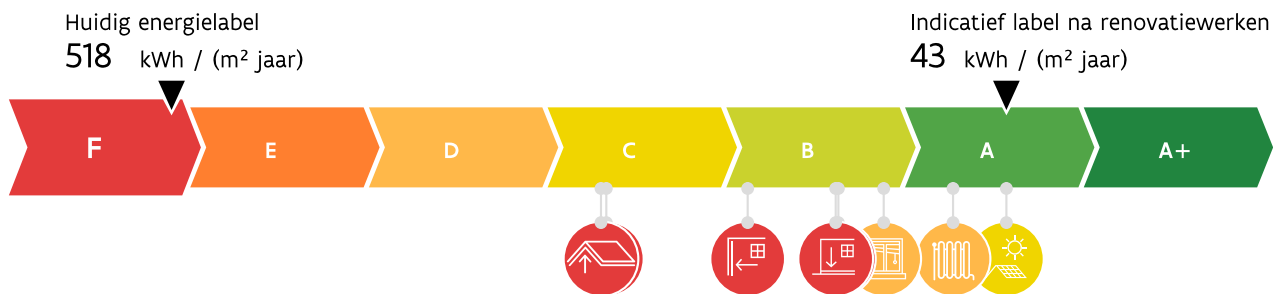 Huidig energielabel
518 kWh / (m² jaar)
Indicatief label na renovatiewerken
43 kWh / (m² jaar)
F E D C B A A+